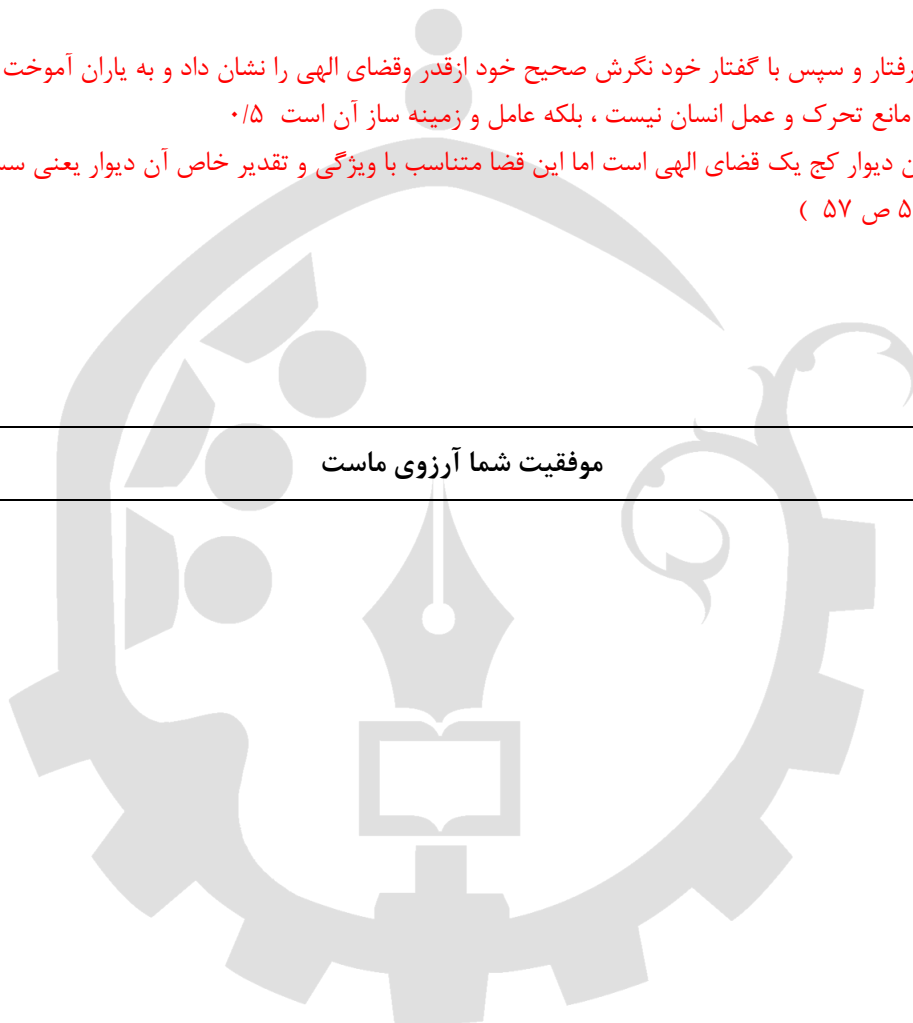 رفتار و سپس با گفتار خود نگرش صحیح خود ازقدر وقضای الهی را نشان داد و به یاران آموخت
مانع تحرک و عمل انسان نیست ، بلکه عامل و زمینه ساز آن است ۰/۵
دیوار کج یک قضای الهی است اما این قضا متناسب با ویژگی و تقدیر خاص آن دیوار یعنی
ص ۵۷ )
موفقیت شما آرزوی ماست